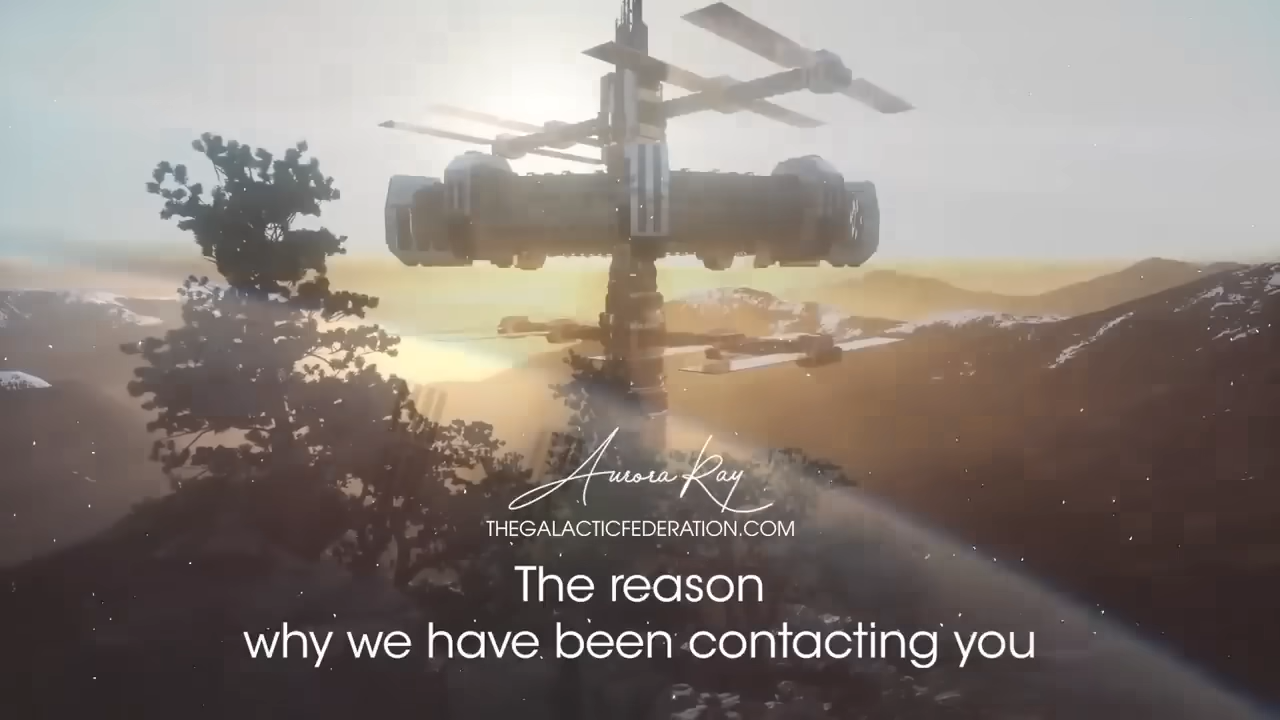 Aurora Ray
THEGALACTICFEDERATION.COM
The reason
why we have been contacting you